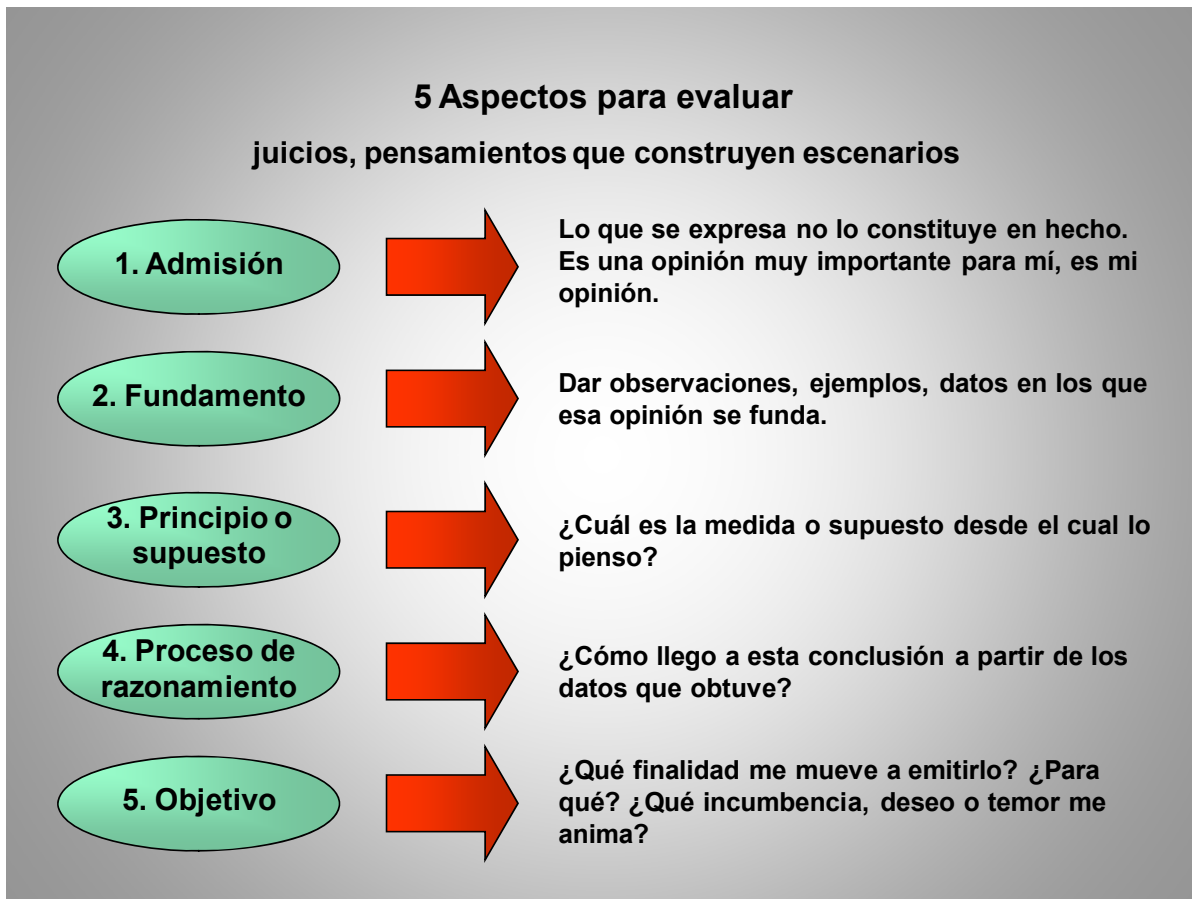 5 Aspectos para evaluar
juicios, pensamientos que construyen escenarios
1. Admisión
Lo que se expresa no lo constituye en hecho.
Es una opinión muy importante para mí, es mi
opinión.
2. Fundamento
Dar observaciones, ejemplos, datos en los que
esa opinión se funda.
3. Principio o
supuesto
¿Cuál es la medida o supuesto desde el cual lo
pienso?
4. Proceso de
razonamiento
¿Cómo llego a esta conclusión a partir de los
datos que obtuve?
5. Objetivo
¿Qué finalidad me mueve a emitirlo? ¿Para
qué? ¿Qué incumbencia, deseo o temor me
anima?